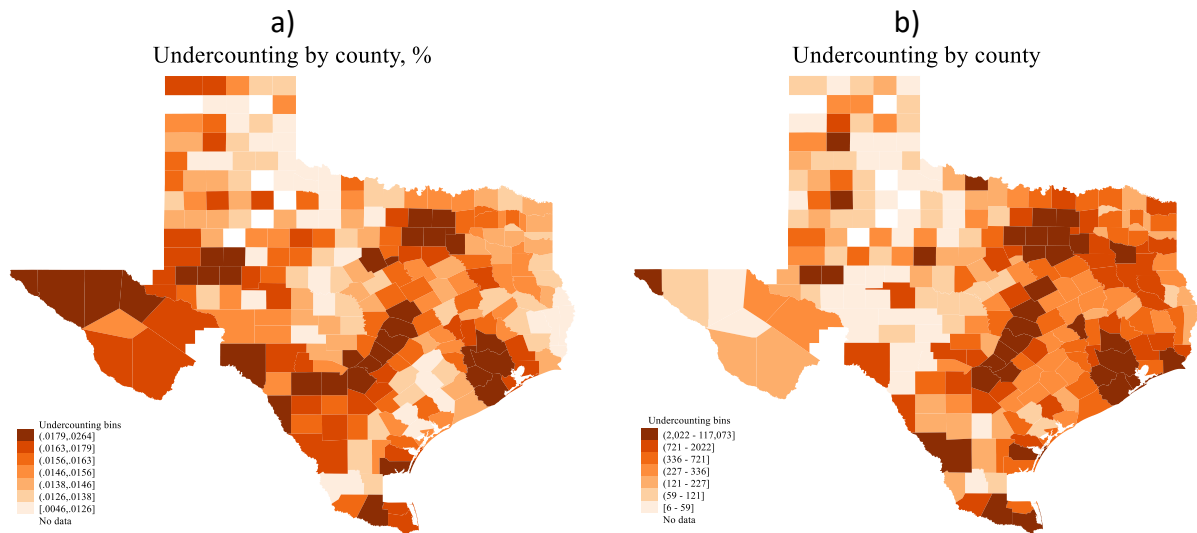 a)
Undercounting by county, %
Undercounting bins
(.0179,.0264]
(.0163,.0179]
(.0156,.0163]
(.0146,.0156]
(.0138,.0146]
(.0126,.0138]
[.0046,.0126]
No data
b)
Undercounting by county
Undercounting bins
(2,022 - 117,073]
(721 - 2022]
(336 - 721]
(227 - 336]
(121 - 227]
(59 - 121]
[6 - 59]
No data